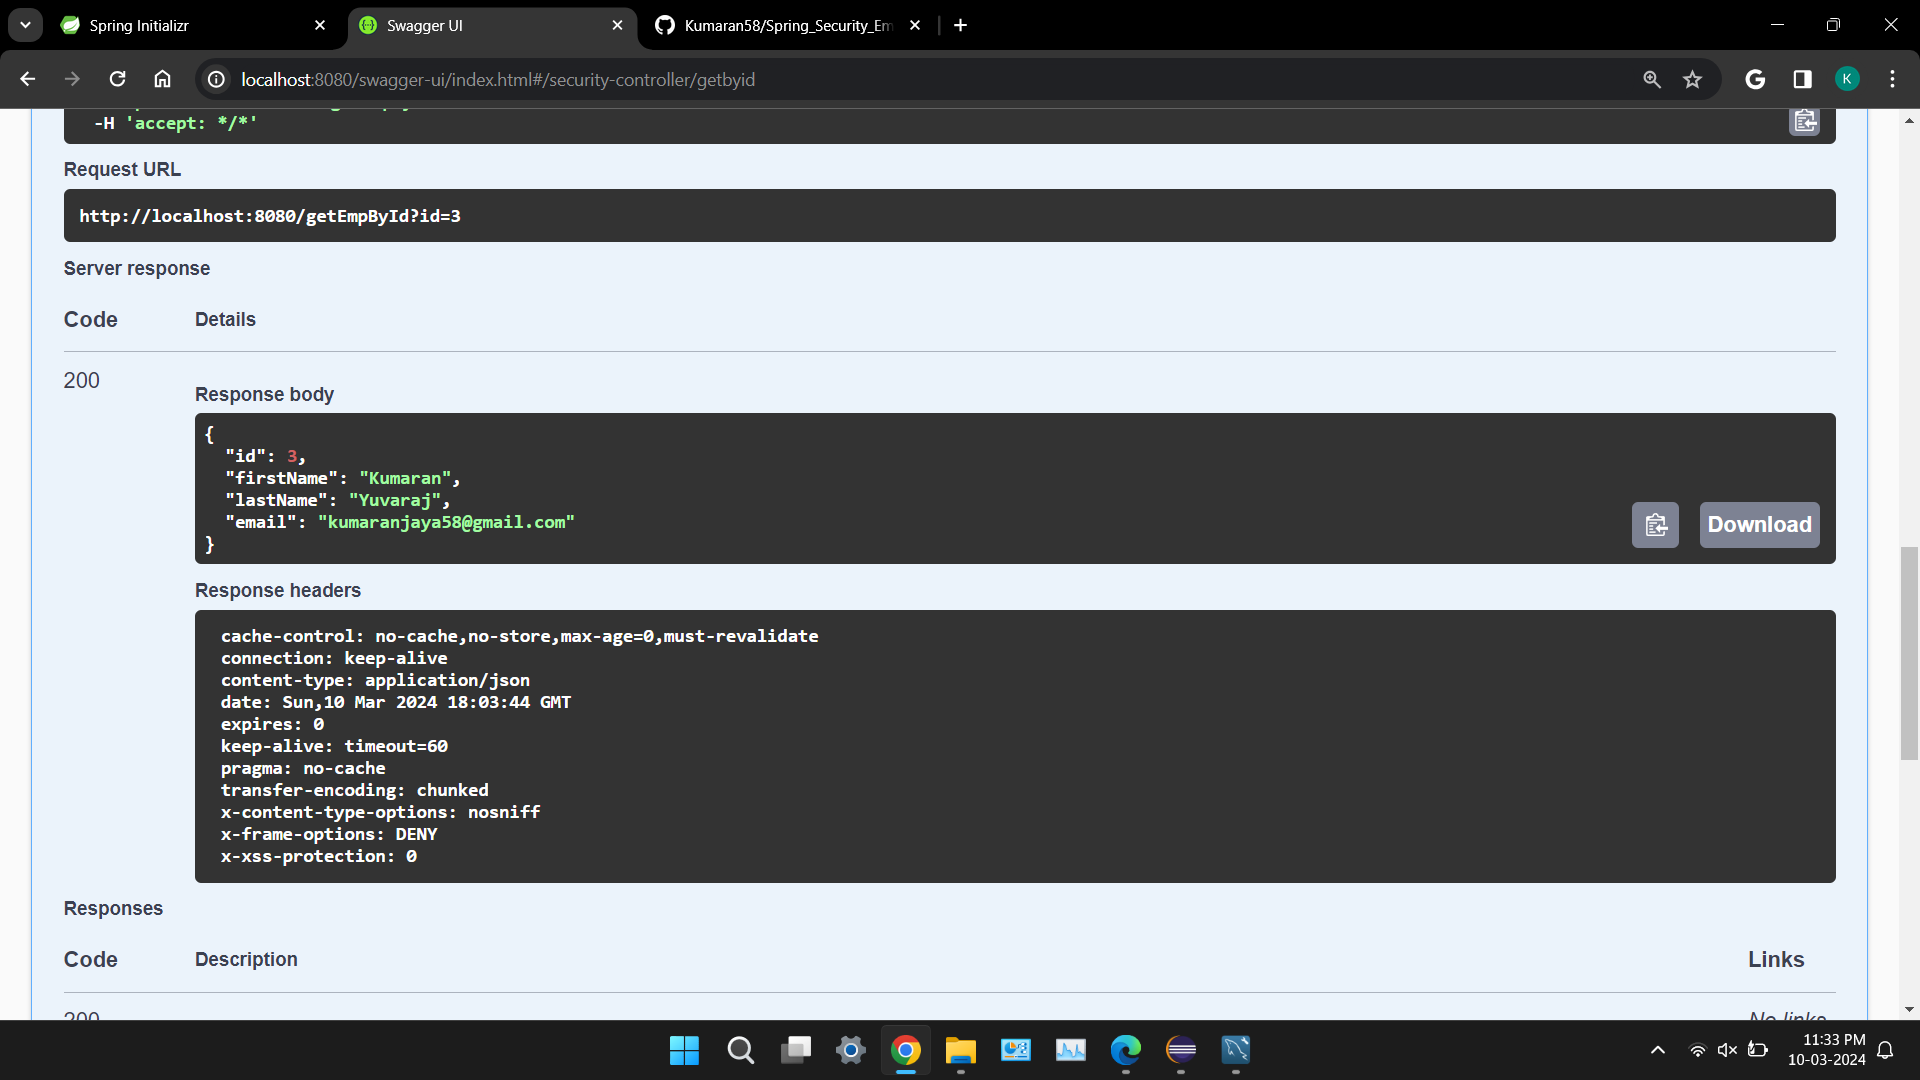 Spring Initializr
Swagger UI
Kumaran58/Spring_Security_Em
localhost:8080/swagger-ui/index.html#/security-controller/getbyid
K
-H 'accept: */*'
Request URL
http://localhost:8080/getEmpById?id=3
Server response
Code Details
200
Response body
{
"id": 3,
"firstName": "Kumaran",
"lastName": "Yuvaraj",
"email": "kumaranjaya58@gmail.com"
}
Download
Response headers
cache-control: no-cache,no-store,max-age=0,must-revalidate
connection: keep-alive
content-type: application/json
date: Sun,10 Mar 2024 18:03:44 GMT
expires: 0
keep-alive: timeout=60
pragma: no-cache
transfer-encoding: chunked
x-content-type-options: nosniff
x-frame-options: DENY
x-xss-protection: 0
Responses
Code Description Links
200 No links
11:33 PM
10-03-2024